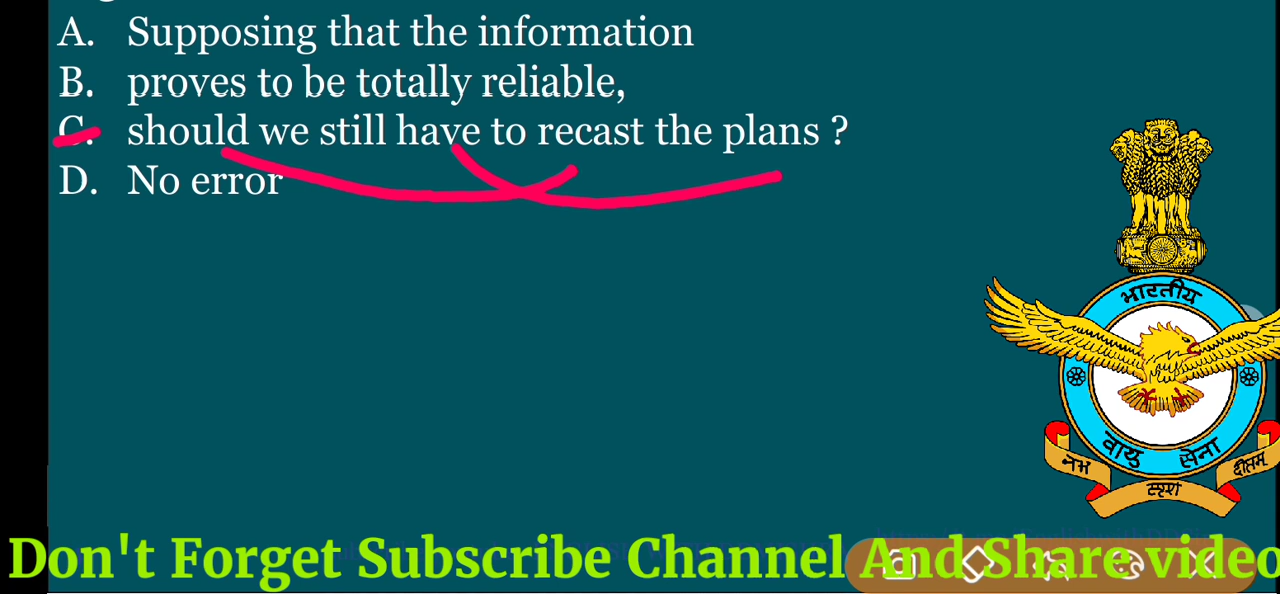 A. Supposing that the information
B. proves to be totally reliable,
C. should we still have to recast the plans ?
D. No error
भारतीय
वायु सेना
नभ स्पृशं दीप्तम्
Don't Forget Subscribe Channel And Share video